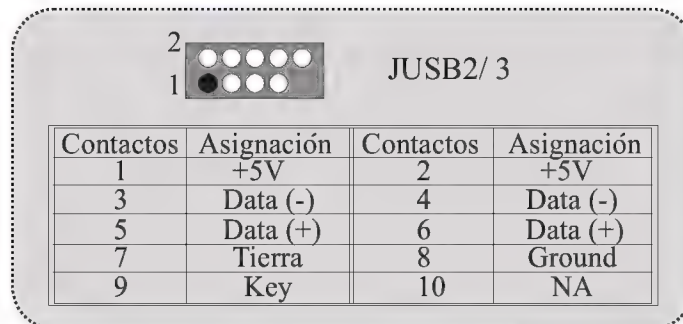 2
JUSB2/ 3
1
Contactos Asignación Contactos Asignación
1 +5V 2 +5V
3 Data (-) 4 Data (-)
5 Data (+) 6 Data (+)
7 Tierra 8 Ground
9 Key 10 NA